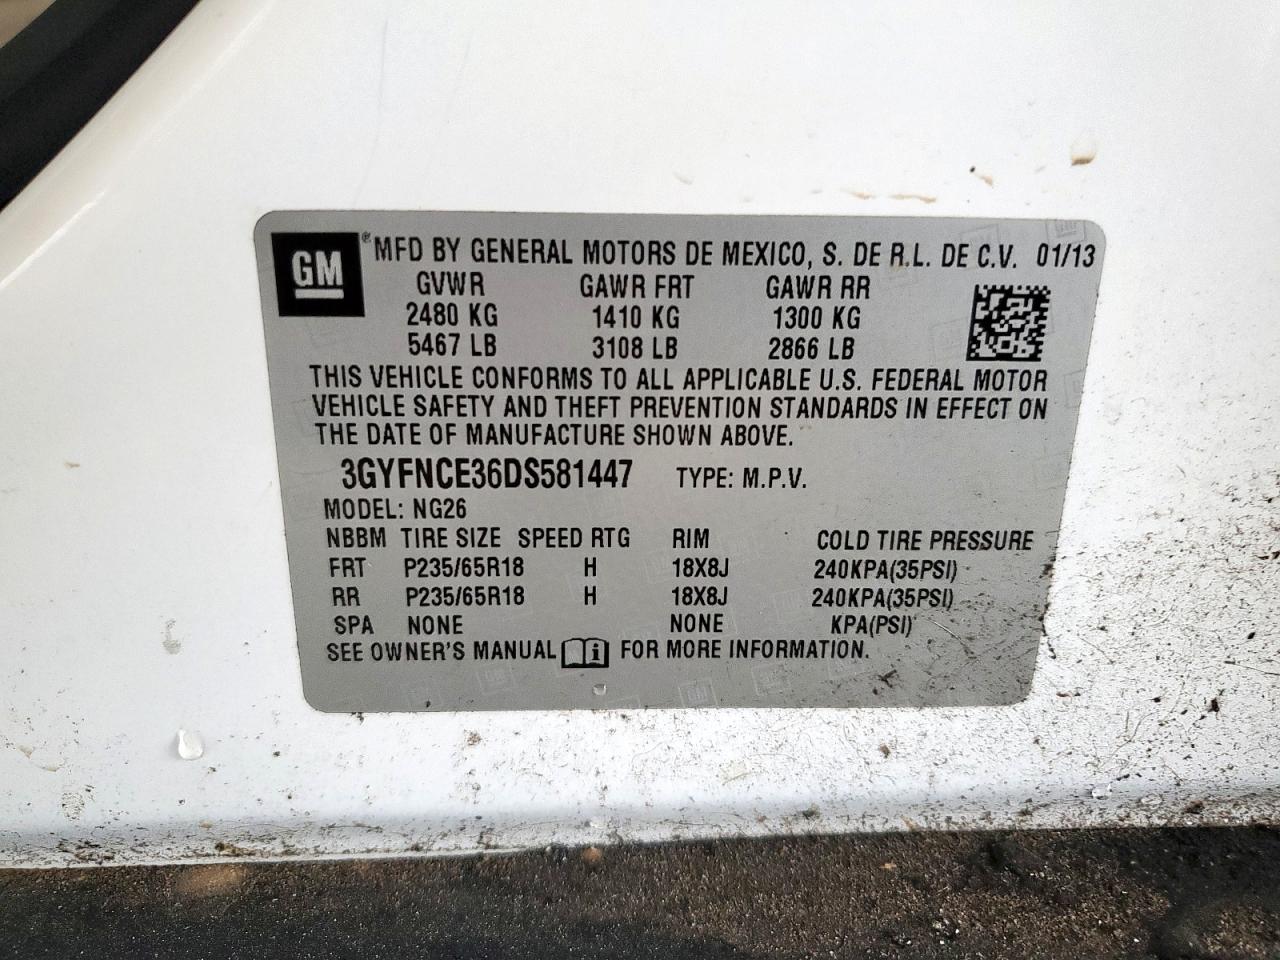 GM ® MFD BY GENERAL MOTORS DE MEXICO, S. DE R.L. DE C.V. 01/13
GVWR GAWR FRT GAWR RR
2480 KG 1410 KG 1300 KG
5467 LB 3108 LB 2866 LB
THIS VEHICLE CONFORMS TO ALL APPLICABLE U.S. FEDERAL MOTOR
VEHICLE SAFETY AND THEFT PREVENTION STANDARDS IN EFFECT ON
THE DATE OF MANUFACTURE SHOWN ABOVE.
3GYFNCE36DS581447 TYPE: M.P.V.
MODEL: NG26
NBBM TIRE SIZE SPEED RTG RIM COLD TIRE PRESSURE
FRT P235/65R18 H 18X8J 240KPA(35PSI)
RR P235/65R18 H 18X8J 240KPA(35PSI)
SPA NONE NONE KPA(PSI)
SEE OWNER'S MANUAL i FOR MORE INFORMATION.